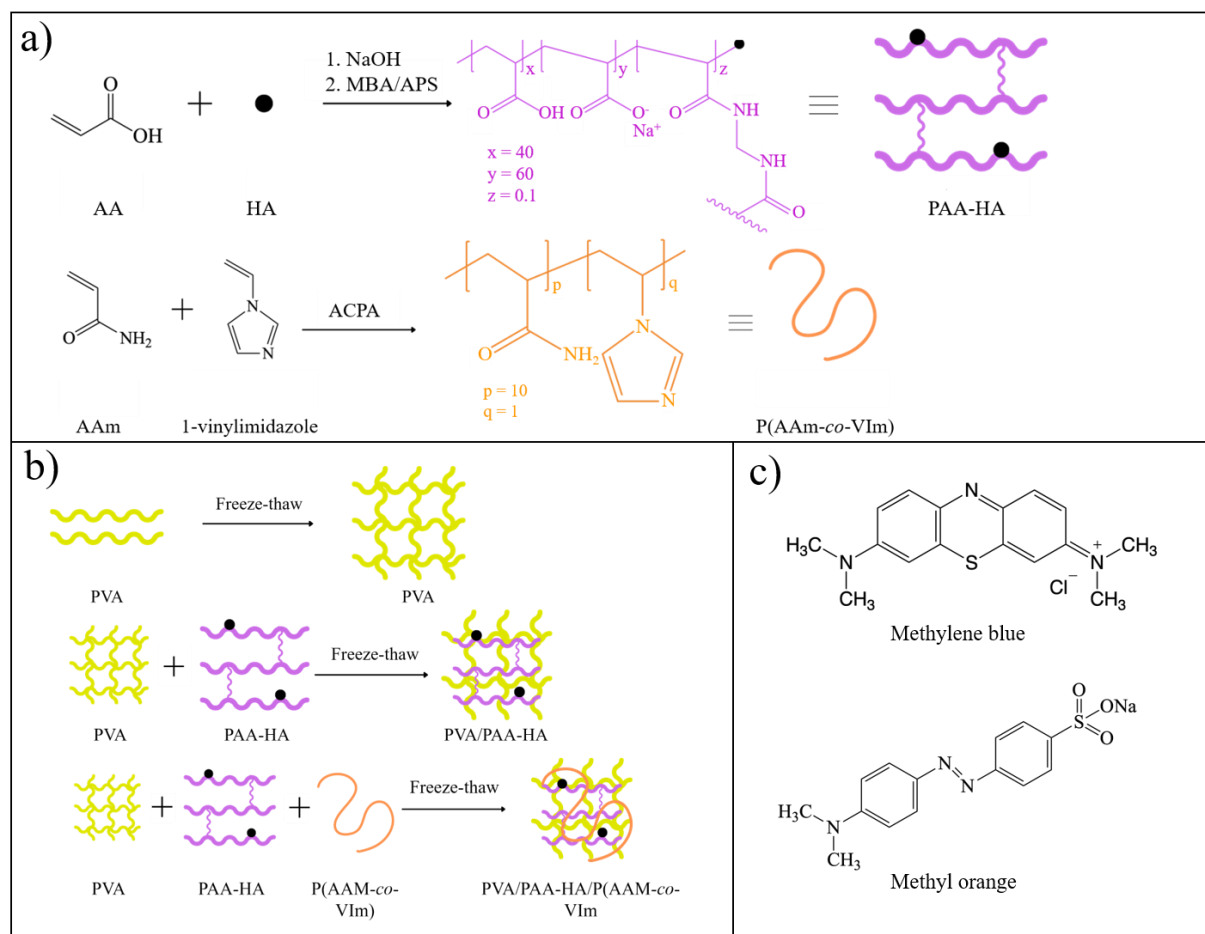 a)
1. NaOH
2. MBA/APS
O
OH
AA
+
HA
x
y
z
O
OH
O
O-
Na+
O
NH
NH
O
x = 40
y = 60
z = 0.1
≡
PAA-HA
O
NH2
AAm
+
N
N
1-vinylimidazole
ACPA
p
q
O
NH2
N
N
p = 10
q = 1
≡
P(AAm-co-VIm)
b)
PVA
Freeze-thaw
PVA
PVA
+
PAA-HA
Freeze-thaw
PVA/PAA-HA
PVA
+
PAA-HA
+
P(AAM-co-
VIm)
Freeze-thaw
PVA/PAA-HA/P(AAM-co-
VIm
c)
N
H3C
N
CH3
S
Cl−
+
N
CH3
CH3
Methylene blue
O
S
ONa
O
N
N
H3C
N
CH3
Methyl orange